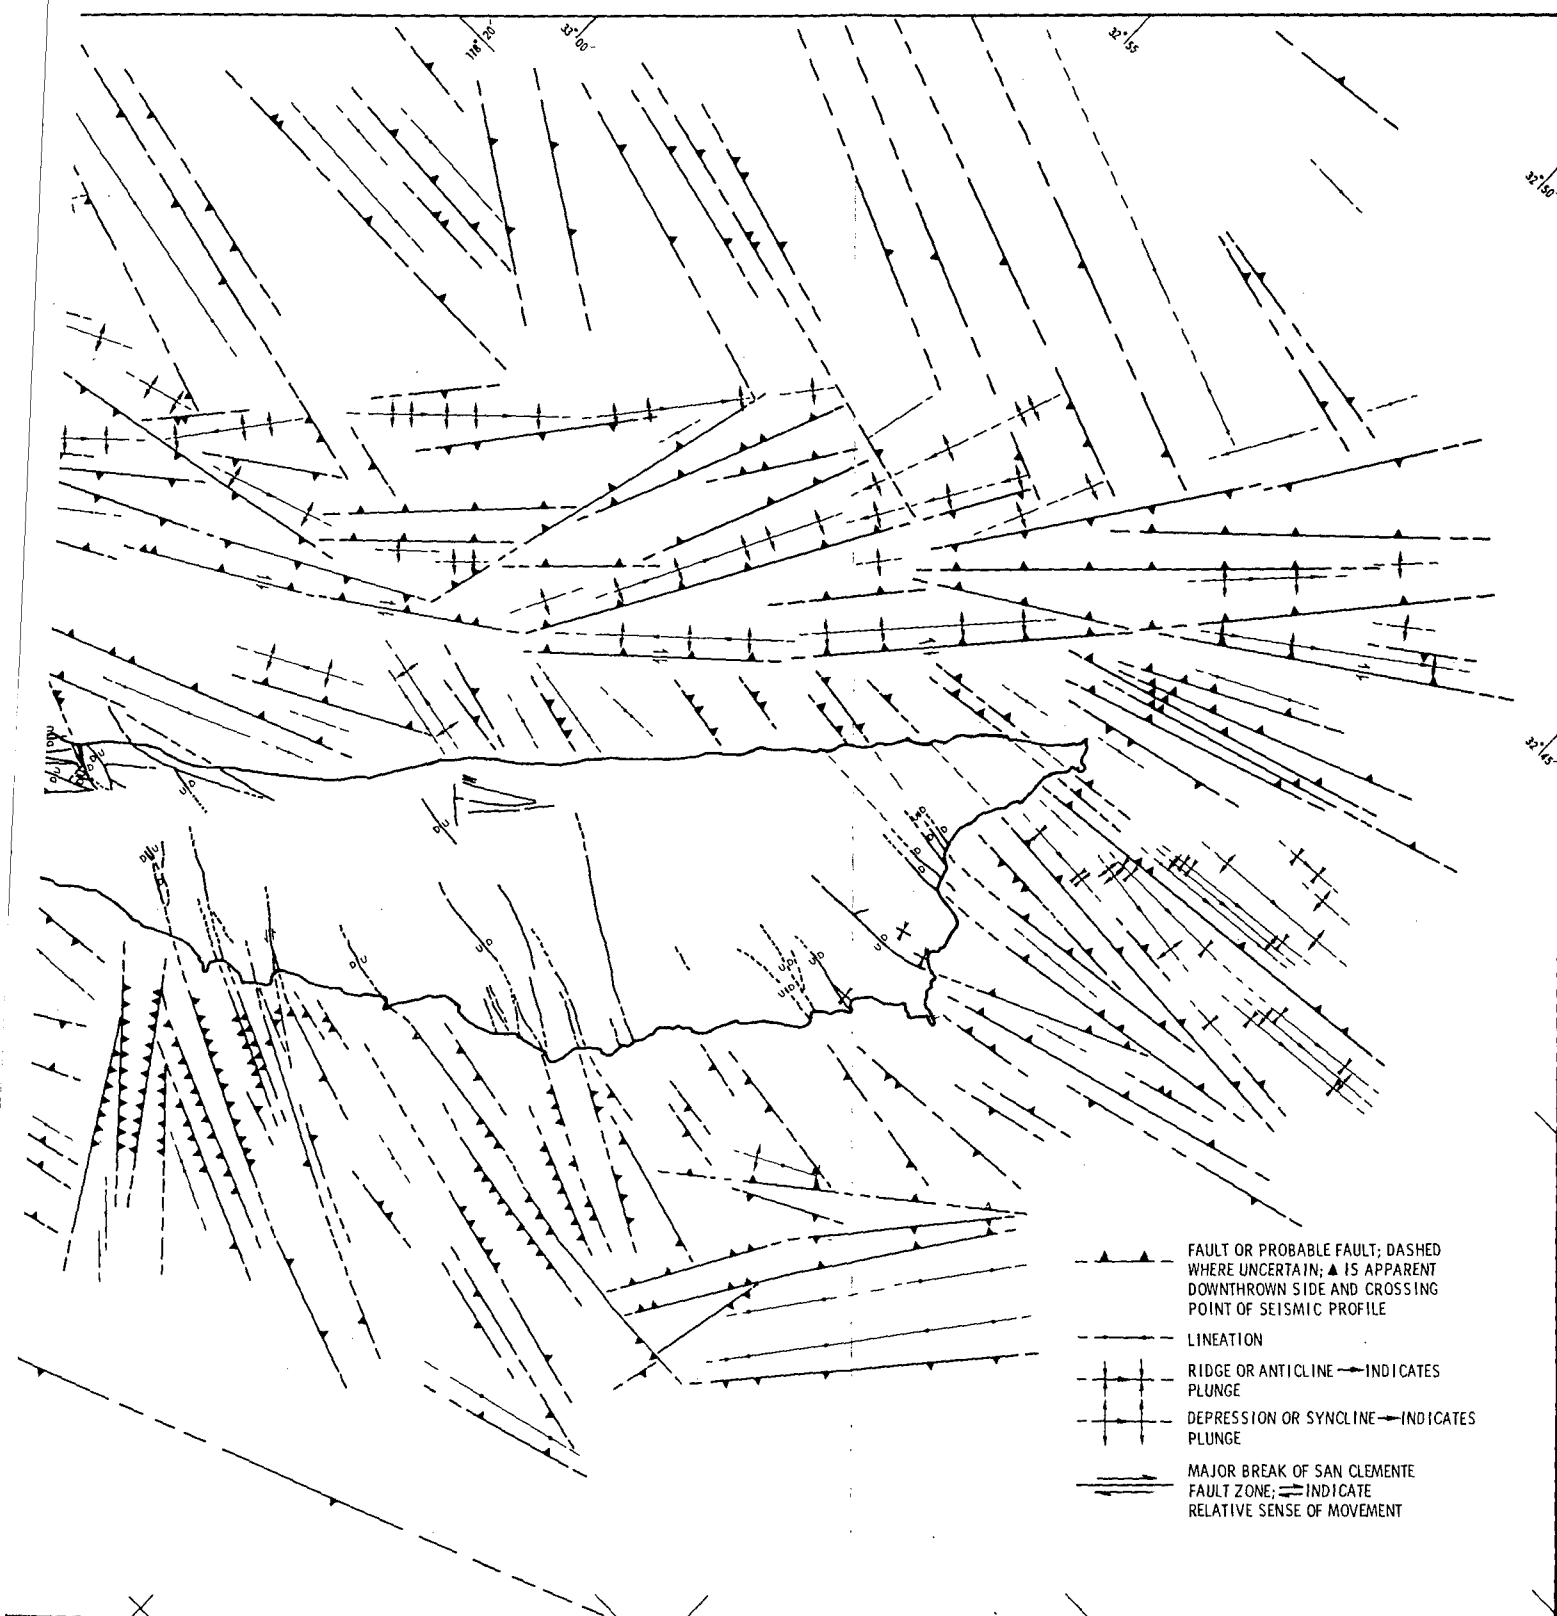 118° 20'
33° 00'
32° 55'
32° 50'
32° 45'
D/U
D U
U D
D/U
D/U
U D
D U
U D
U D
U D
U D
D
D
D
FAULT OR PROBABLE FAULT; DASHED
WHERE UNCERTAIN; ▲ IS APPARENT
DOWNTHROWN SIDE AND CROSSING
POINT OF SEISMIC PROFILE
LINEATION
RIDGE OR ANTICLINE → INDICATES
PLUNGE
DEPRESSION OR SYNCLINE → INDICATES
PLUNGE
MAJOR BREAK OF SAN CLEMENTE
FAULT ZONE; ⇌ INDICATE
RELATIVE SENSE OF MOVEMENT